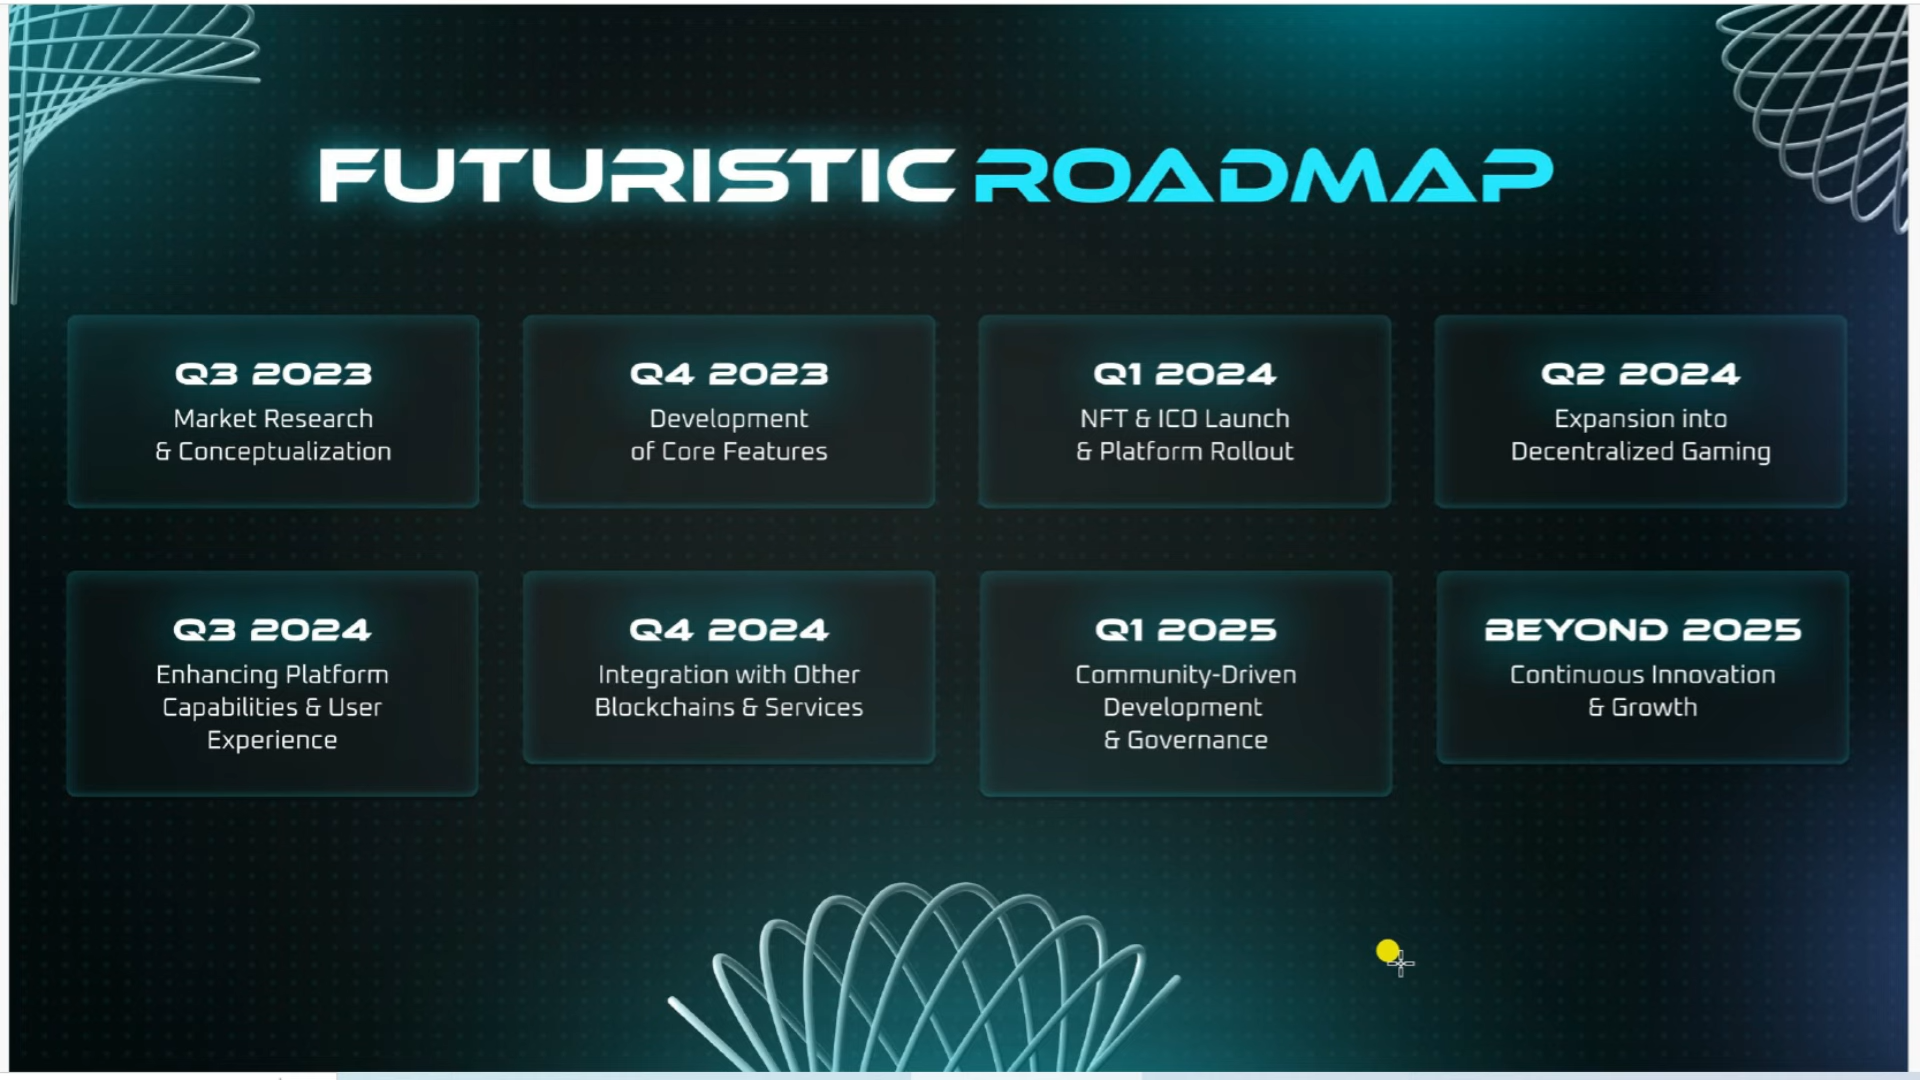 FUTURISTIC ROADMAP
Q3 2023
Market Research
& Conceptualization
Q4 2023
Development
of Core Features
Q1 2024
NFT & ICO Launch
& Platform Rollout
Q2 2024
Expansion into
Decentralized Gaming
Q3 2024
Enhancing Platform
Capabilities & User
Experience
Q4 2024
Integration with Other
Blockchains & Services
Q1 2025
Community-Driven
Development
& Governance
BEYOND 2025
Continuous Innovation
& Growth